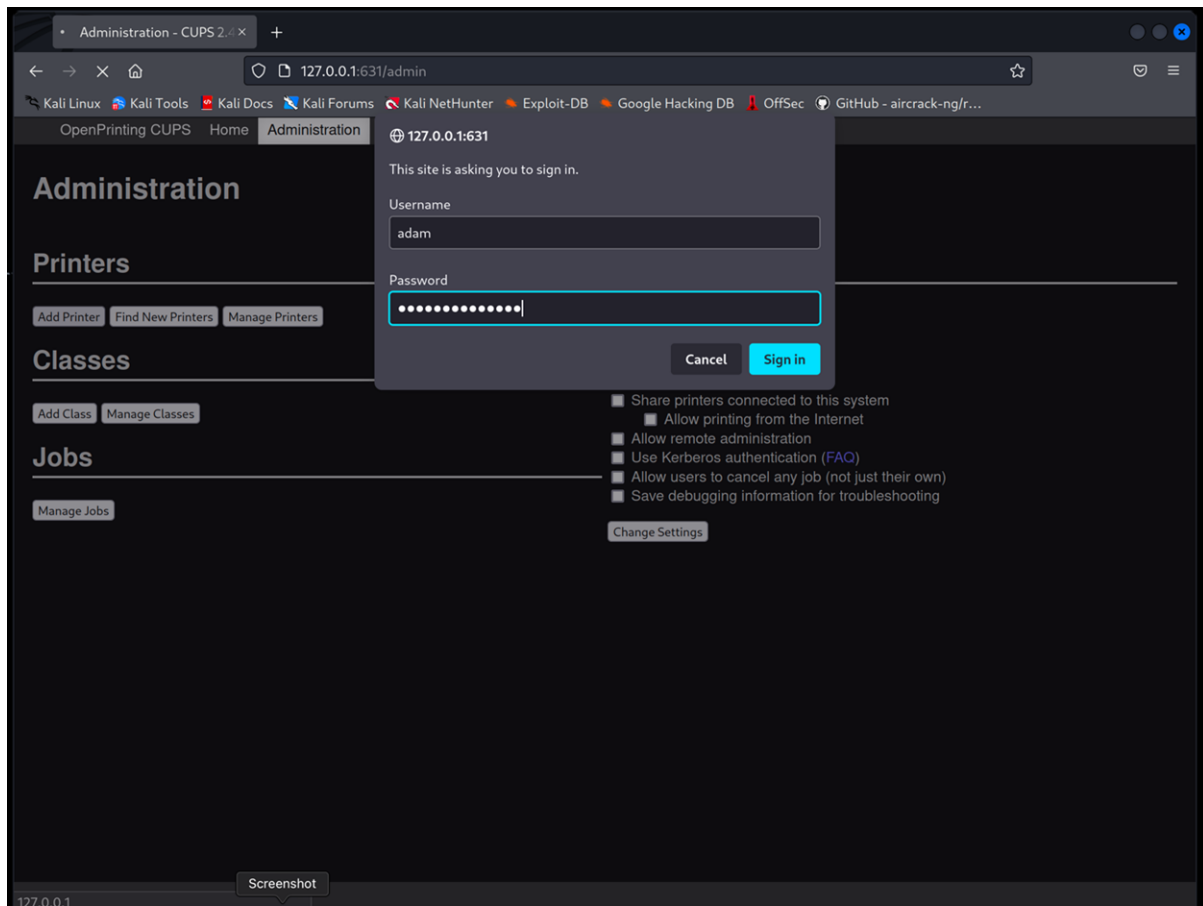 Administration - CUPS 2.4
127.0.0.1:631/admin
Kali Linux Kali Tools Kali Docs Kali Forums Kali NetHunter Exploit-DB Google Hacking DB OffSec GitHub - aircrack-ng/r...
OpenPrinting CUPS Home Administration
127.0.0.1:631
This site is asking you to sign in.
Username
adam
Password
••••••••••••••
Cancel Sign in
Administration
Printers
Add Printer Find New Printers Manage Printers
Classes
Add Class Manage Classes
Jobs
Manage Jobs
Share printers connected to this system
Allow printing from the Internet
Allow remote administration
Use Kerberos authentication (FAQ)
Allow users to cancel any job (not just their own)
Save debugging information for troubleshooting
Change Settings
Screenshot
127.0.0.1